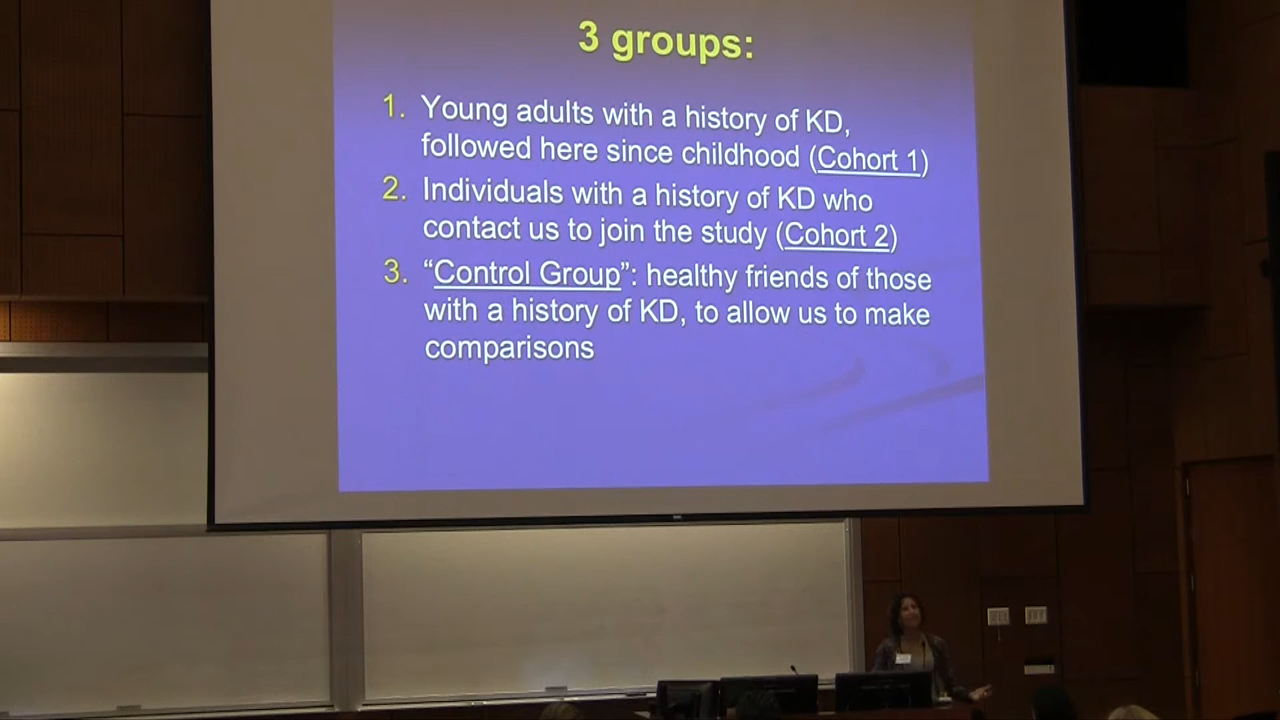 3 groups:
1. Young adults with a history of KD,
followed here since childhood (Cohort 1)
2. Individuals with a history of KD who
contact us to join the study (Cohort 2)
3. “Control Group”: healthy friends of those
with a history of KD, to allow us to make
comparisons